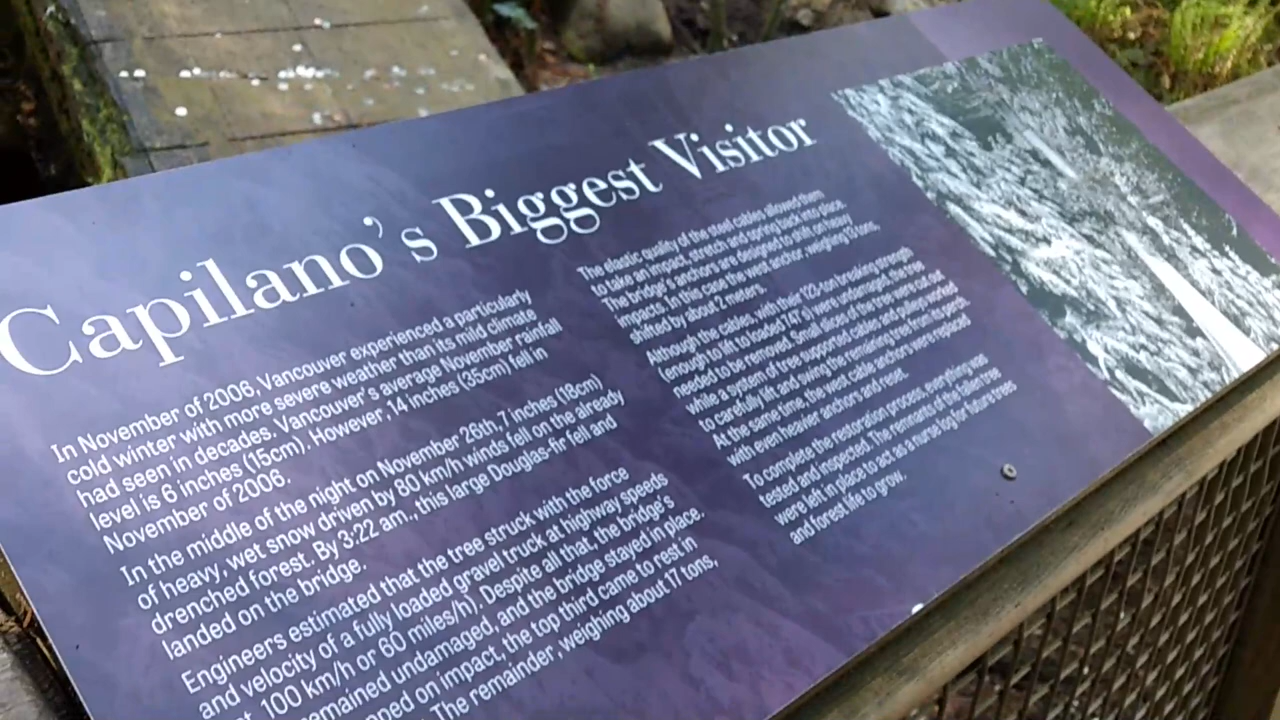 Capilano's Biggest Visitor
In November of 2006, Vancouver experienced a particularly
cold winter with more severe weather than its mild climate
had seen in decades. Vancouver's average November rainfall
level is 6 inches (15cm). However, 14 inches (35cm) fell in
November of 2006.
In the middle of the night on November 26th, 7 inches (18cm)
of heavy, wet snow driven by 80 km/h winds fell on the already
drenched forest. By 3:22 am., this large Douglas-fir fell and
landed on the bridge.
Engineers estimated that the tree struck with the force
and velocity of a fully loaded gravel truck at highway speeds
100 km/h or 60 miles/h). Despite all that, the bridge's
remained undamaged, and the bridge stayed in place.
on impact, the top third came to rest in
The remainder, weighing about 17 tons,
The elastic quality of the steel cables allowed them
to take an impact, stretch and spring back into place.
The bridge's anchors are designed to shift on heavy
impacts. In this case the west anchor, weighing 13 tons,
shifted by about 2 meters.
Although the cables, with their 123-ton breaking strength
(enough to lift to loaded 747's) were undamaged, the tree
needed to be removed. Small slices of the tree were cut out
while a system of tree supported cables and pulleys worked
to carefully lift and swing the remaining tree from its perch.
At the same time, the west cable anchors were replaced
with even heavier anchors and reset.
To complete the restoration process, everything was
tested and inspected. The remnants of the fallen tree
were left in place to act as a nurse log for future trees
and forest life to grow.